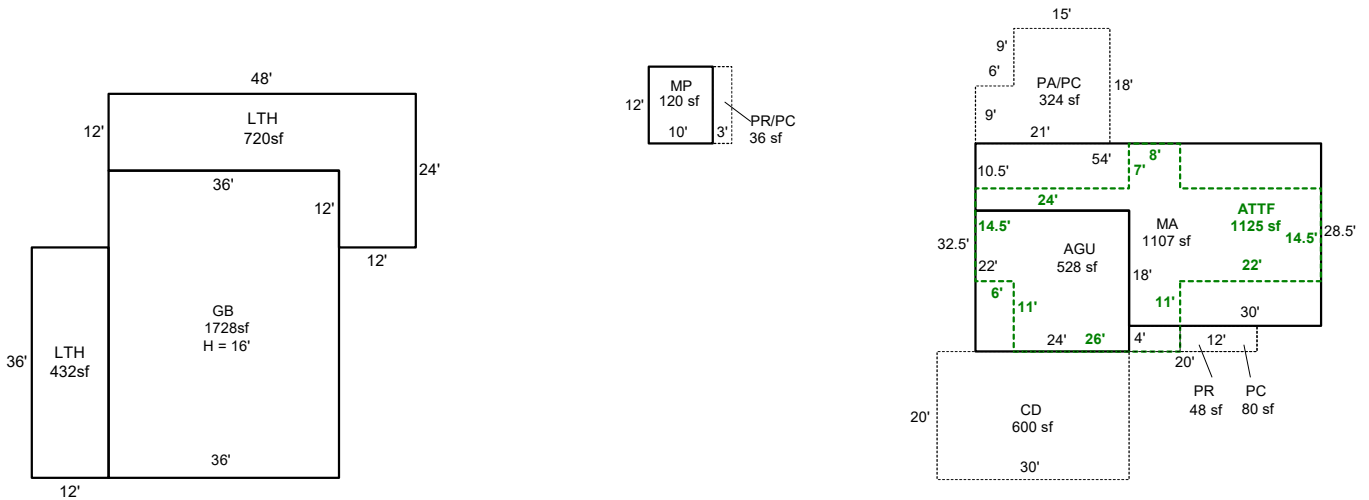 48'
LTH
720sf
12'
24'
36'
12'
12'
GB
1728sf
H = 16'
36'
LTH
432sf
36'
12'
MP
120 sf
12'
10'
3'
PR/PC
36 sf
15'
9'
6'
PA/PC
324 sf
18'
9'
21'
54'
8'
7'
10.5'
24'
MA
1107 sf
ATTF
1125 sf
14.5'
28.5'
14.5'
32.5'
AGU
528 sf
22'
18'
22'
6'
11'
11'
30'
24'
26'
4'
12'
20'
PR
48 sf
PC
80 sf
CD
600 sf
20'
30'